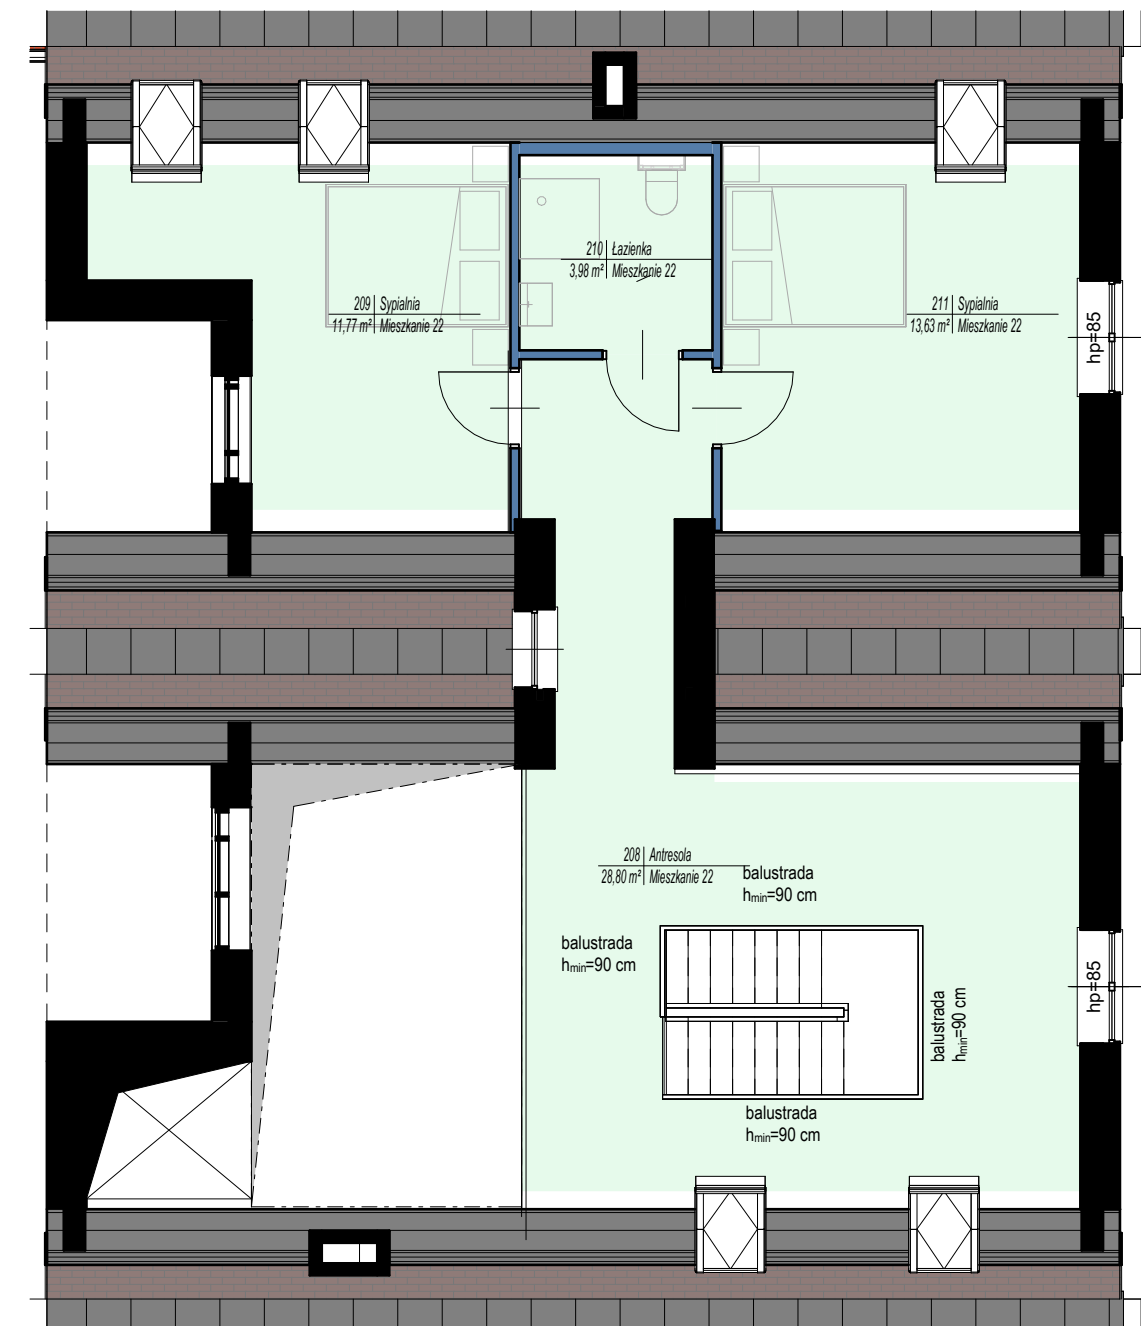 210 Łazienka
3,98 m² Mieszkanie 22
209 Sypialnia
11,77 m² Mieszkanie 22
211 Sypialnia
13,63 m² Mieszkanie 22
hp=85
208 Antresola
28,80 m² Mieszkanie 22
balustrada
hmin=90 cm
balustrada
hmin=90 cm
balustrada
hmin=90 cm
hp=85
balustrada
hmin=90 cm